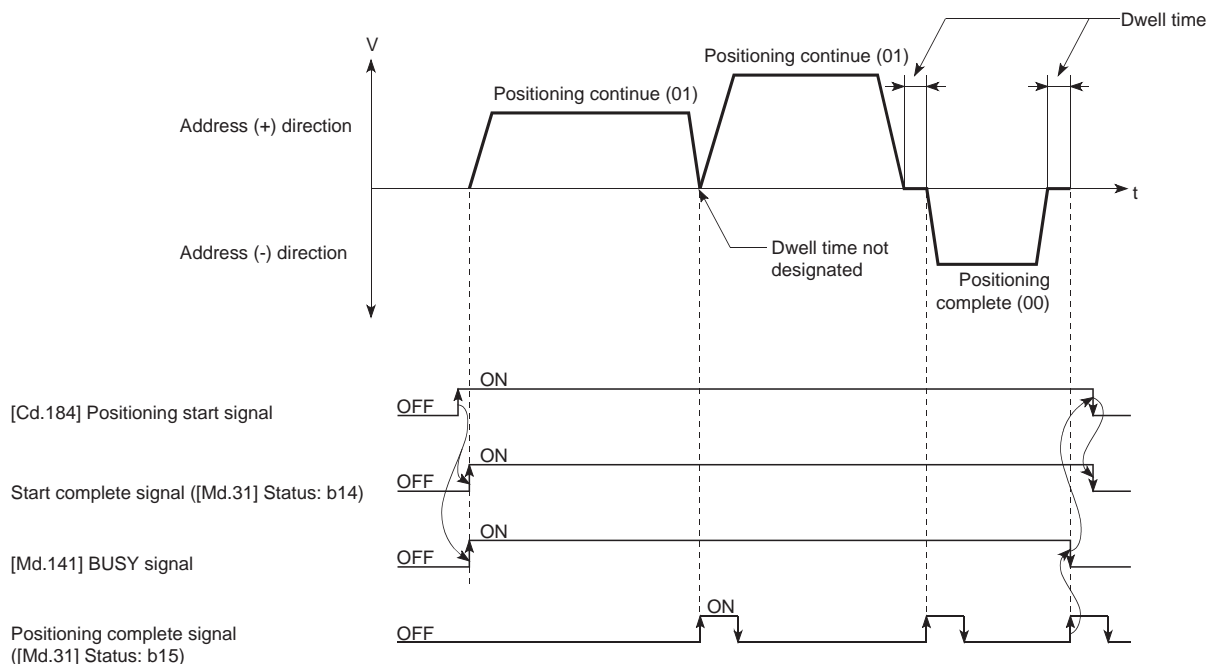 Dwell time
V
Positioning continue (01)
Positioning continue (01)
Address (+) direction
t
Address (-) direction
Dwell time not
designated
Positioning
complete (00)
ON
[Cd.184] Positioning start signal
OFF
ON
Start complete signal ([Md.31] Status: b14)
OFF
ON
[Md.141] BUSY signal
OFF
ON
Positioning complete signal
([Md.31] Status: b15)
OFF